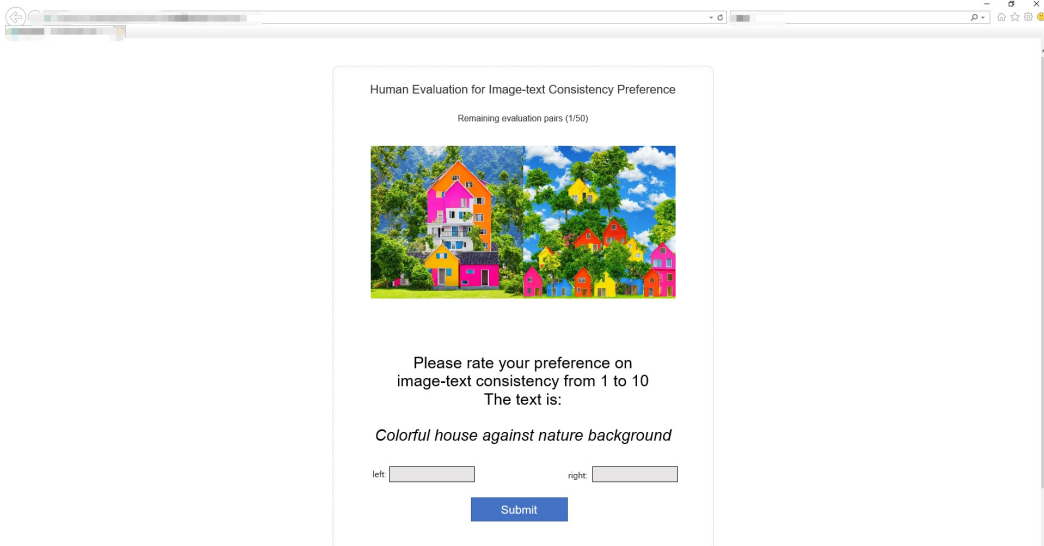 Human Evaluation for Image-text Consistency Preference
Remaining evaluation pairs (1/50)
Please rate your preference on
image-text consistency from 1 to 10
The text is:
Colorful house against nature background
left:
right:
Submit